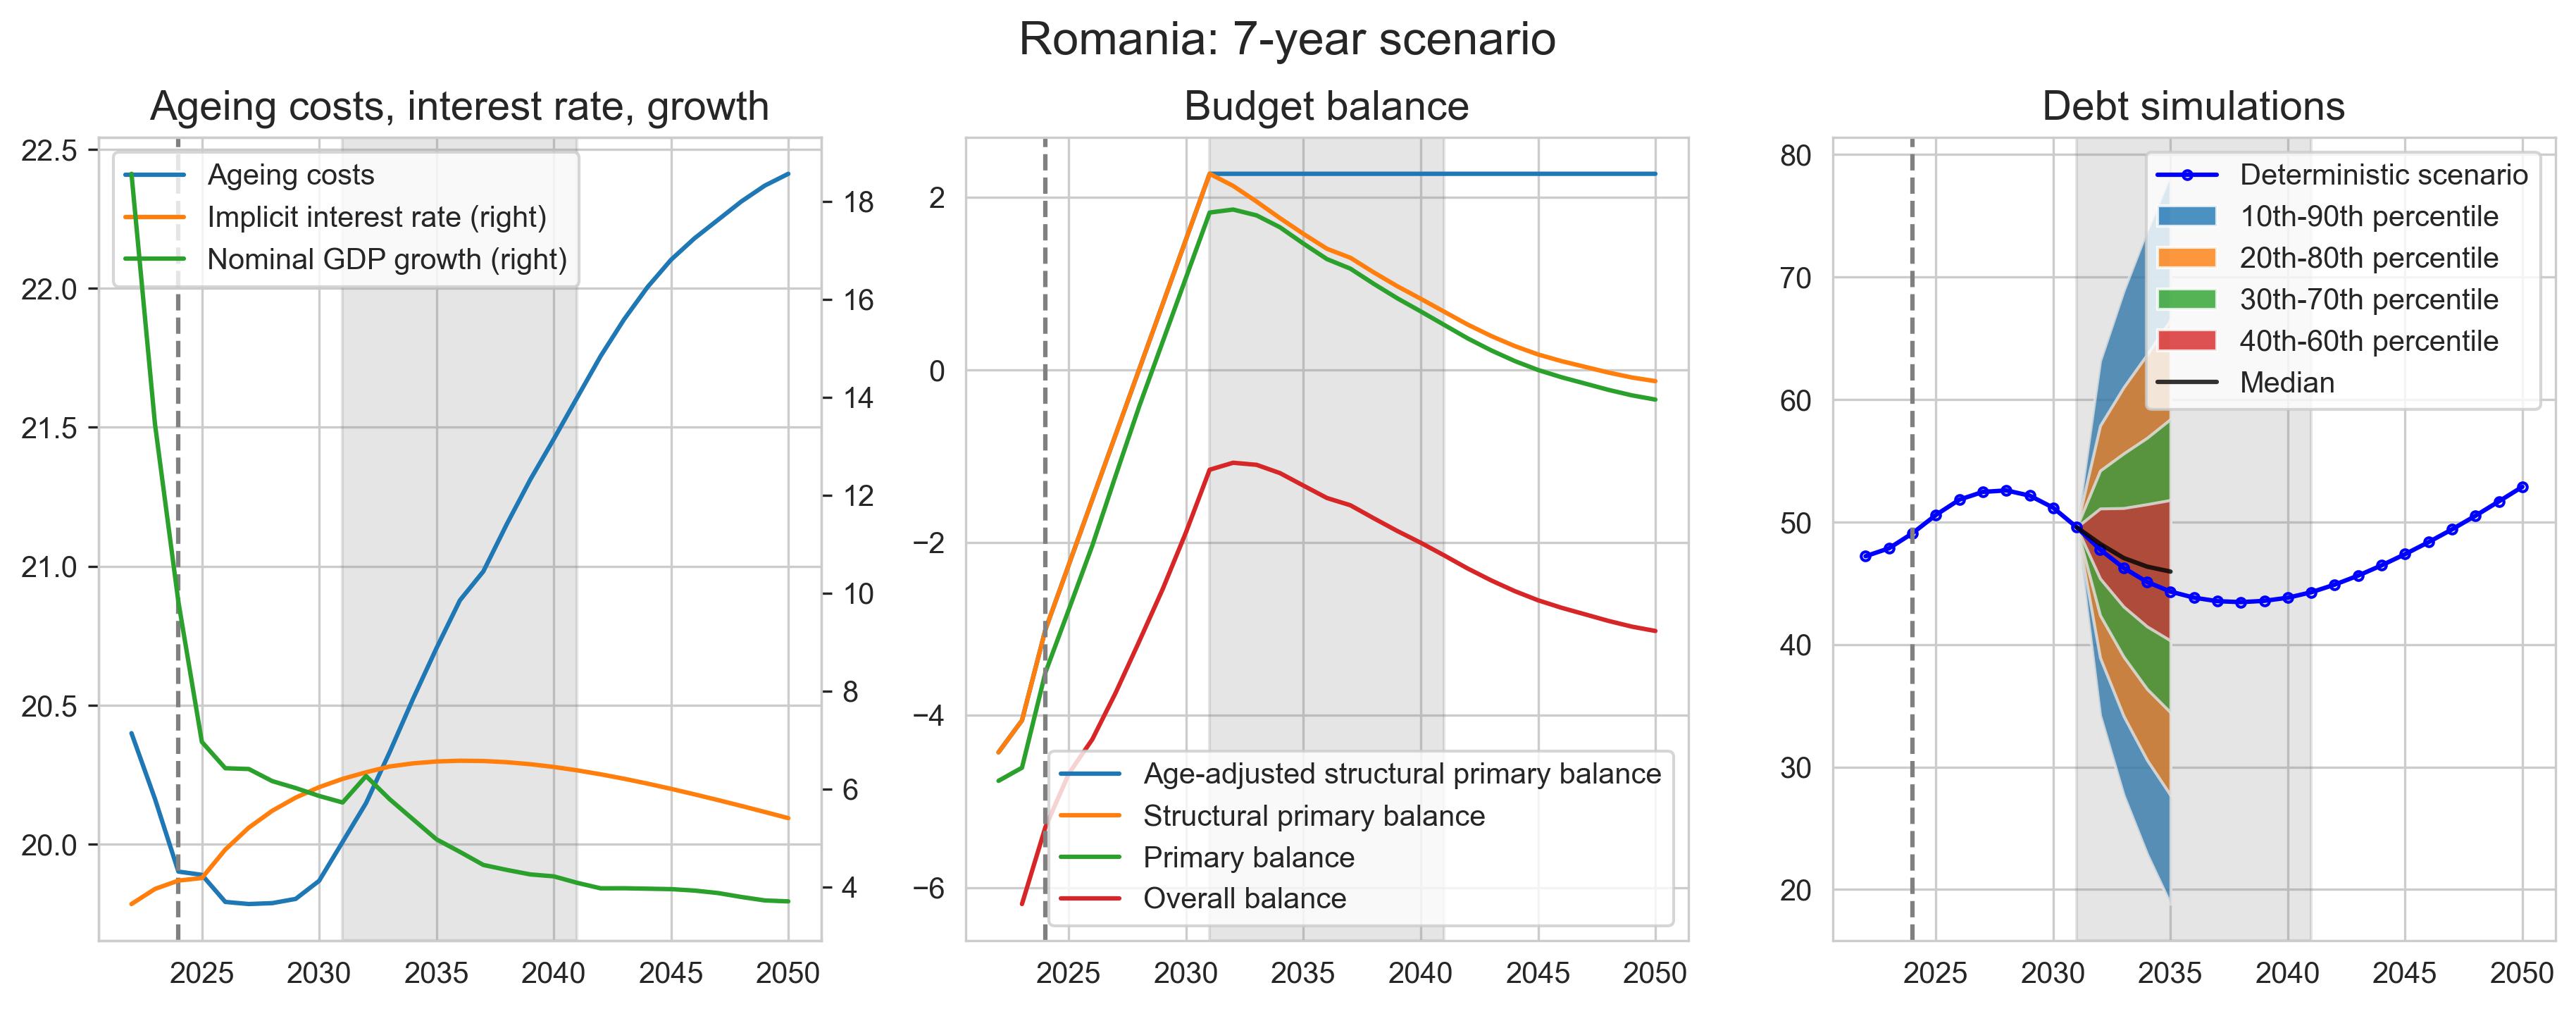 Romania: 7-year scenario
Ageing costs, interest rate, growth
22.5
22.0
21.5
21.0
20.5
20.0
Ageing costs
Implicit interest rate (right)
Nominal GDP growth (right)
18
16
14
12
10
8
6
4
2025 2030 2035 2040 2045 2050
Budget balance
2
0
−2
−4
−6
Age-adjusted structural primary balance
Structural primary balance
Primary balance
Overall balance
2025 2030 2035 2040 2045 2050
Debt simulations
80
70
60
50
40
30
20
Deterministic scenario
10th-90th percentile
20th-80th percentile
30th-70th percentile
40th-60th percentile
Median
2025 2030 2035 2040 2045 2050